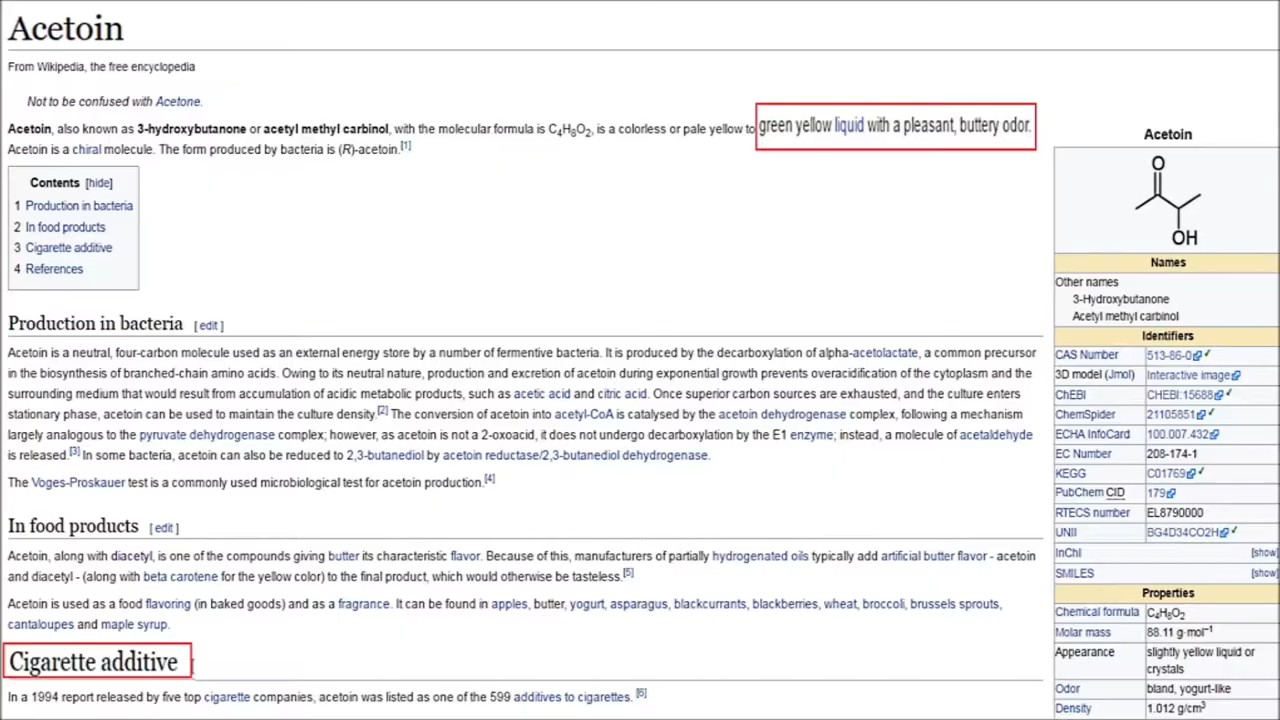 Acetoin
From Wikipedia, the free encyclopedia
Not to be confused with Acetone.
Acetoin, also known as 3-hydroxybutanone or acetyl methyl carbinol, with the molecular formula is C₄H₈O₂, is a colorless or pale yellow to green yellow liquid with a pleasant, buttery odor.
Acetoin is a chiral molecule. The form produced by bacteria is (R)-acetoin.[1]
Contents [hide]
1 Production in bacteria
2 In food products
3 Cigarette additive
4 References
Production in bacteria [ edit ]
Acetoin is a neutral, four-carbon molecule used as an external energy store by a number of fermentive bacteria. It is produced by the decarboxylation of alpha-acetolactate, a common precursor
in the biosynthesis of branched-chain amino acids. Owing to its neutral nature, production and excretion of acetoin during exponential growth prevents overacidification of the cytoplasm and the
surrounding medium that would result from accumulation of acidic metabolic products, such as acetic acid and citric acid. Once superior carbon sources are exhausted, and the culture enters
stationary phase, acetoin can be used to maintain the culture density.[2] The conversion of acetoin into acetyl-CoA is catalysed by the acetoin dehydrogenase complex, following a mechanism
largely analogous to the pyruvate dehydrogenase complex; however, as acetoin is not a 2-oxoacid, it does not undergo decarboxylation by the E1 enzyme; instead, a molecule of acetaldehyde
is released.[3] In some bacteria, acetoin can also be reduced to 2,3-butanediol by acetoin reductase/2,3-butanediol dehydrogenase.
The Voges-Proskauer test is a commonly used microbiological test for acetoin production.[4]
In food products [ edit ]
Acetoin, along with diacetyl, is one of the compounds giving butter its characteristic flavor. Because of this, manufacturers of partially hydrogenated oils typically add artificial butter flavor - acetoin
and diacetyl - (along with beta carotene for the yellow color) to the final product, which would otherwise be tasteless.[5]
Acetoin is used as a food flavoring (in baked goods) and as a fragrance. It can be found in apples, butter, yogurt, asparagus, blackcurrants, blackberries, wheat, broccoli, brussels sprouts,
cantaloupes and maple syrup.
Cigarette additive
In a 1994 report released by five top cigarette companies, acetoin was listed as one of the 599 additives to cigarettes. [6]
Acetoin
O
OH
Names
Other names
3-Hydroxybutanone
Acetyl methyl carbinol
Identifiers
CAS Number 513-86-0 ✓
3D model (Jmol) Interactive image
ChEBI CHEBI:15688 ✓
ChemSpider 21105851 ✓
ECHA InfoCard 100.007.432
EC Number 208-174-1
KEGG C01769 ✓
PubChem CID 179
RTECS number EL8790000
UNII BG4D34CO2H ✓
InChI [show]
SMILES [show]
Properties
Chemical formula C₄H₈O₂
Molar mass 88.11 g·mol⁻¹
Appearance slightly yellow liquid or
crystals
Odor bland, yogurt-like
Density 1.012 g/cm³